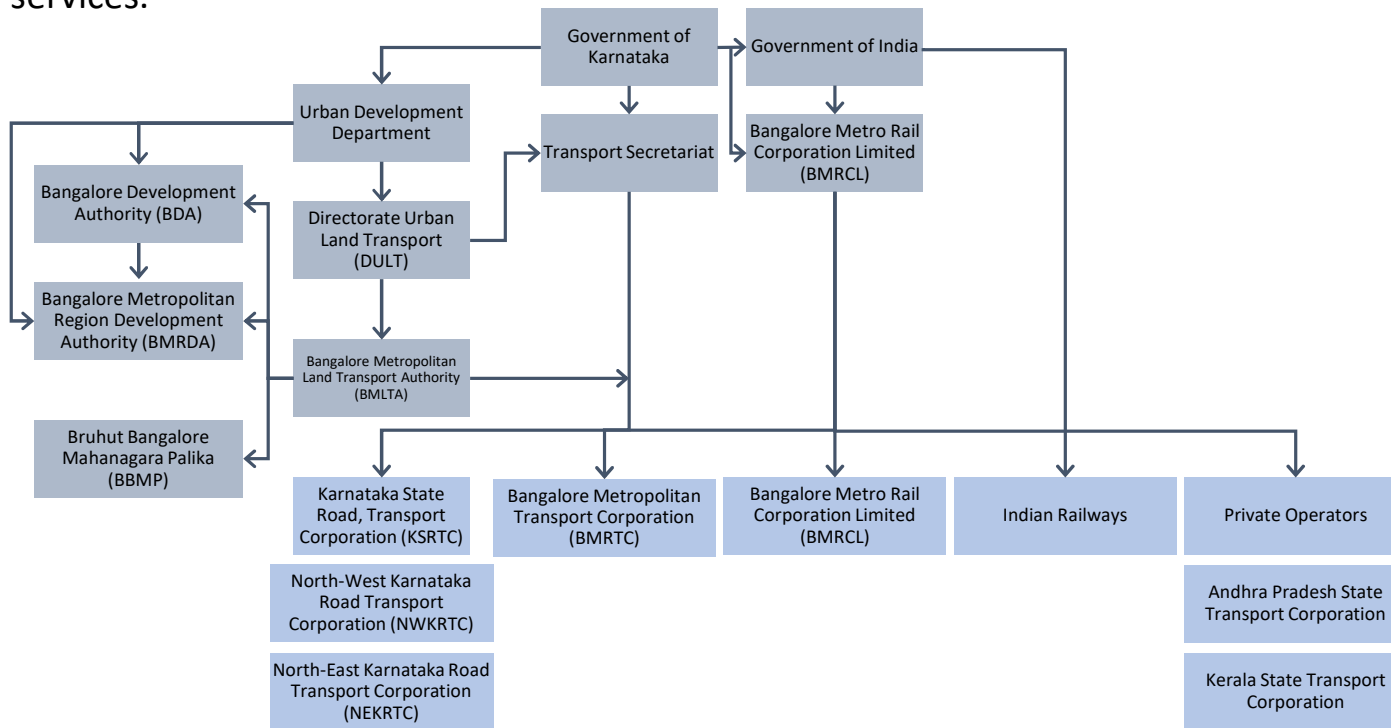 services.
Government of
Karnataka
Government of India
Urban Development
Department
Transport Secretariat
Bangalore Metro Rail
Corporation Limited
(BMRCL)
Bangalore Development
Authority (BDA)
Directorate Urban
Land Transport
(DULT)
Bangalore Metropolitan
Region Development
Authority (BMRDA)
Bangalore Metropolitan
Land Transport Authority
(BMLTA)
Bruhut Bangalore
Mahanagara Palika
(BBMP)
Karnataka State
Road, Transport
Corporation (KSRTC)
Bangalore Metropolitan
Transport Corporation
(BMRTC)
Bangalore Metro Rail
Corporation Limited
(BMRCL)
Indian Railways
Private Operators
North-West Karnataka
Road Transport
Corporation (NWKRTC)
Andhra Pradesh State
Transport Corporation
North-East Karnataka Road
Transport Corporation
(NEKRTC)
Kerala State Transport
Corporation